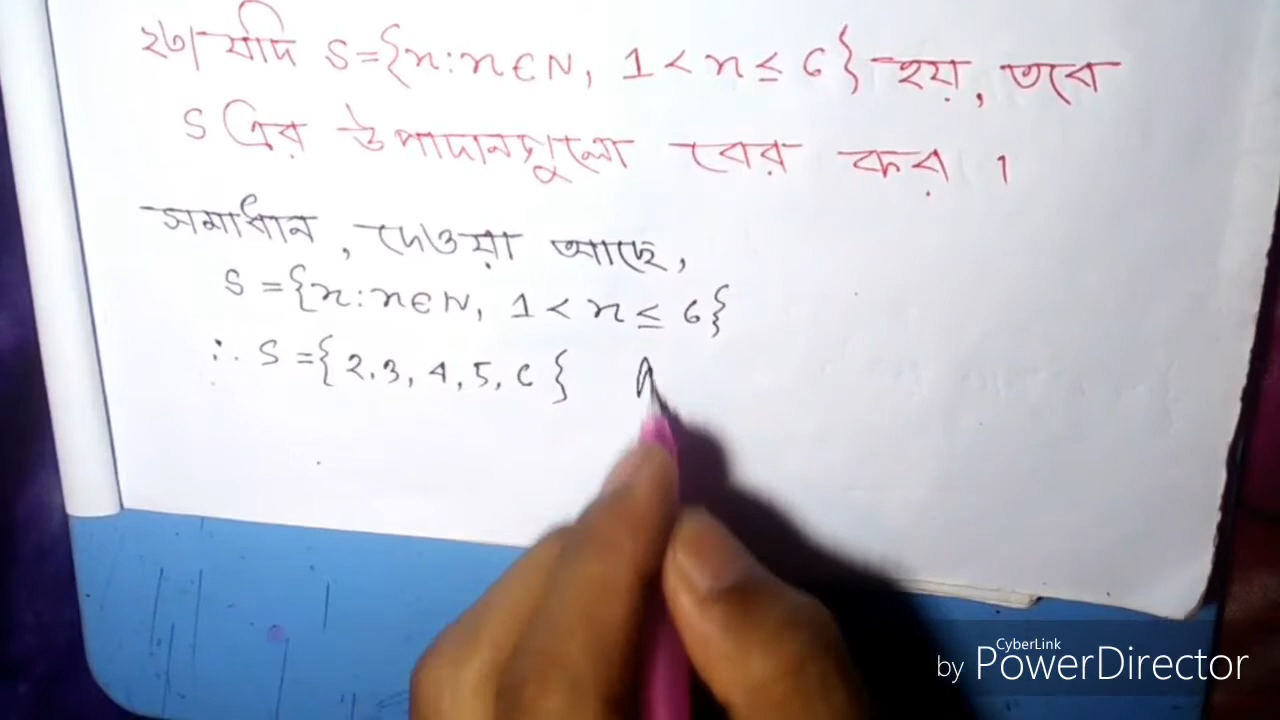 ২৩। যদি S={n:n∈N, 1<n≤6} হয়, তবে
S এর উপাদানগুলো বের কর।
সমাধান, দেওয়া আছে,
S={n:n∈N, 1<n≤6}
∴ S={2,3,4,5,6}
CyberLink
by PowerDirector